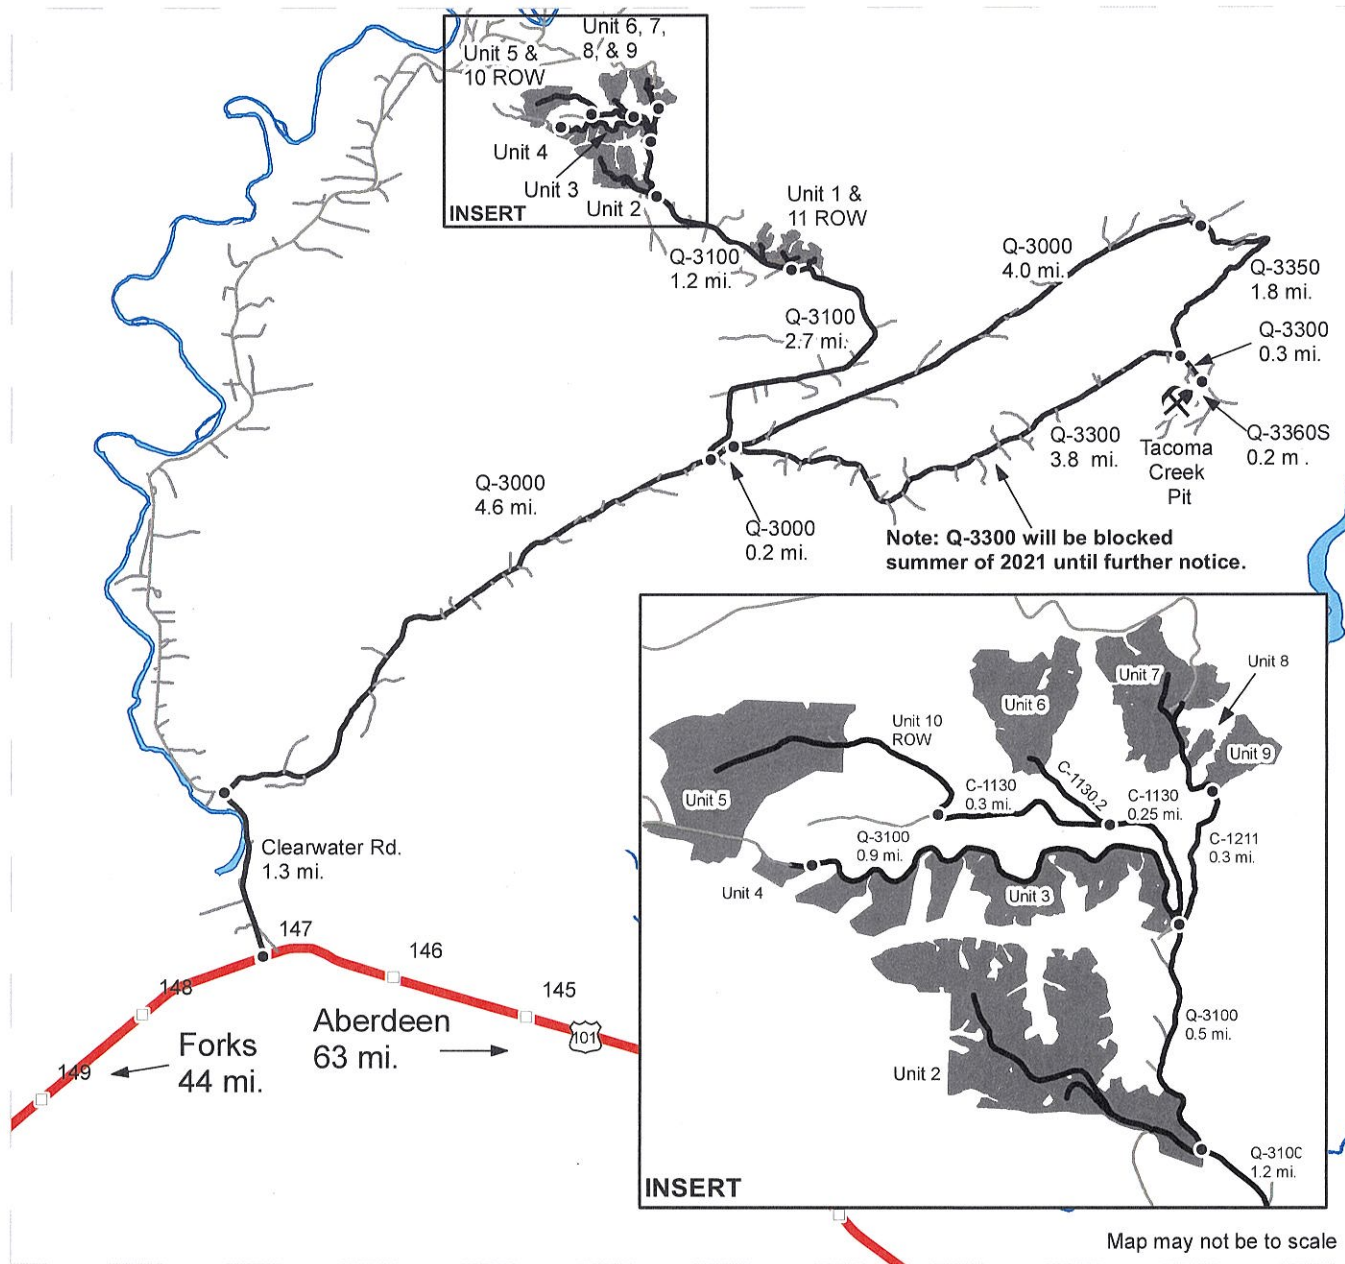 Unit 5 &
10 ROW
Unit 6, 7,
8, & 9
Unit 4
Unit 3
Unit 2
INSERT
Unit 1 &
11 ROW
Q-3100
1.2 mi.
Q-3100
2.7 mi.
Q-3000
4.0 mi.
Q-3350
1.8 mi.
Q-3300
0.3 mi.
Q-3360S
0.2 m .
Tacoma
Creek
Pit
Q-3300
3.8 mi.
Q-3000
4.6 mi.
Q-3000
0.2 mi.
Note: Q-3300 will be blocked
summer of 2021 until further notice.
Clearwater Rd.
1.3 mi.
147
146
145
148
149
101
Forks
44 mi.
Aberdeen
63 mi.
Unit 7
Unit 8
Unit 6
Unit 9
Unit 10
ROW
Unit 5
C-1130
0.3 mi.
C-1130.2
C-1130
0.25 mi.
C-1211
0.3 mi.
Q-3100
0.9 mi.
Unit 4
Unit 3
Q-3100
0.5 mi.
Unit 2
Q-310C
1.2 mi.
INSERT
Map may not be to scale